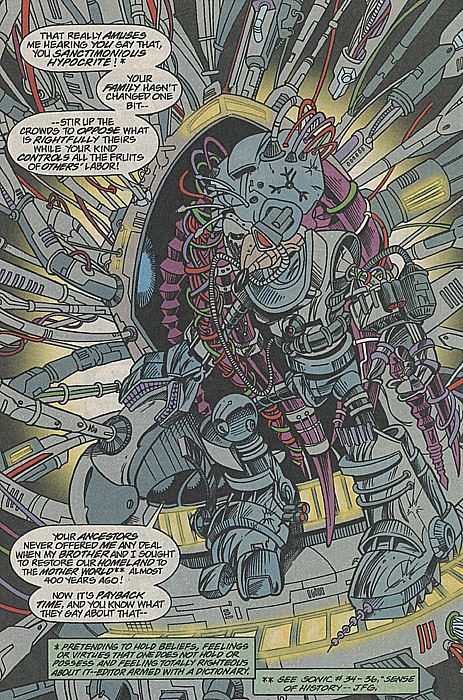 THAT REALLY AMUSES
ME HEARING YOU SAY THAT,
YOU SANCTIMONIOUS
HYPOCRITE!*
YOUR
FAMILY HASN'T
CHANGED ONE
BIT--
--STIR UP THE
CROWDS TO OPPOSE WHAT
IS RIGHTFULLY THEIRS
WHILE YOUR KIND
CONTROLS ALL THE FRUITS
OF OTHERS' LABOR!
YOUR ANCESTORS
NEVER OFFERED ME ANY DEAL
WHEN MY BROTHER AND I SOUGHT
TO RESTORE OUR HOMELAND TO
THE MOTHER WORLD** ALMOST
400 YEARS AGO!
NOW IT'S PAYBACK
TIME, AND YOU KNOW WHAT
THEY SAY ABOUT THAT--
* PRETENDING TO HOLD BELIEFS, FEELINGS
OR VIRTUES THAT ONE DOES NOT HOLD OR
POSSESS AND FEELING TOTALLY RIGHTEOUS
ABOUT IT--EDITOR ARMED WITH A DICTIONARY.
** SEE SONIC #34-36, "SENSE
OF HISTORY-- JFG.